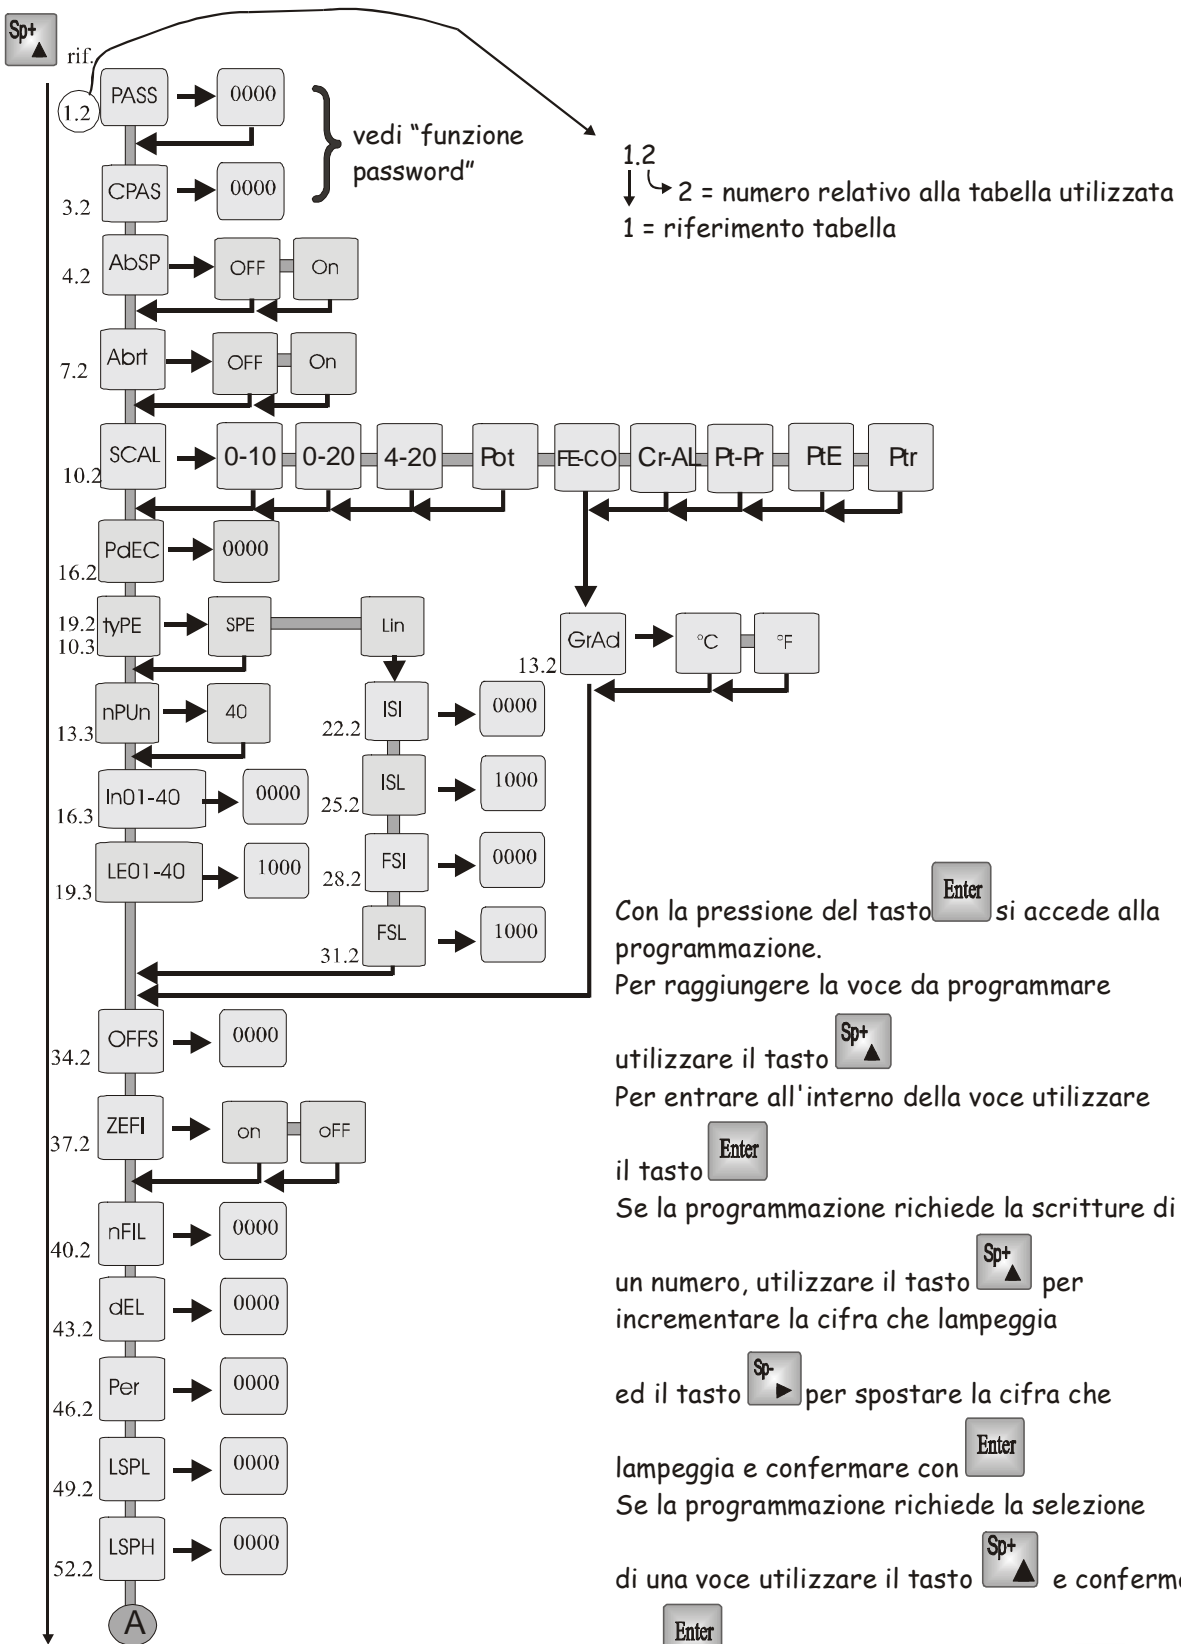 Sp+
rif.
1.2 PASS 0000
vedi “funzione
password”
3.2 CPAS 0000
1.2
2 = numero relativo alla tabella utilizzata
1 = riferimento tabella
4.2 AbSP OFF On
7.2 Abrt OFF On
10.2 SCAL 0-10 0-20 4-20 Pot FE-CO Cr-AL Pt-Pr PtE Ptr
16.2 PdEC 0000
19.2 tyPE SPE Lin
10.3
13.2 GrAd °C °F
13.3 nPUn 40
22.2 ISI 0000
16.3 In01-40 0000
25.2 ISL 1000
19.3 LE01-40 1000
28.2 FSI 0000
31.2 FSL 1000
34.2 OFFS 0000
37.2 ZEFI on oFF
40.2 nFIL 0000
43.2 dEL 0000
46.2 Per 0000
49.2 LSPL 0000
52.2 LSPH 0000
A
Con la pressione del tasto Enter si accede alla
programmazione.
Per raggiungere la voce da programmare
utilizzare il tasto Sp+
Per entrare all'interno della voce utilizzare
il tasto Enter
Se la programmazione richiede la scritture di
un numero, utilizzare il tasto Sp+ per
incrementare la cifra che lampeggia
ed il tasto Sp- per spostare la cifra che
lampeggia e confermare con Enter
Se la programmazione richiede la selezione
di una voce utilizzare il tasto Sp+ e conferma
Enter